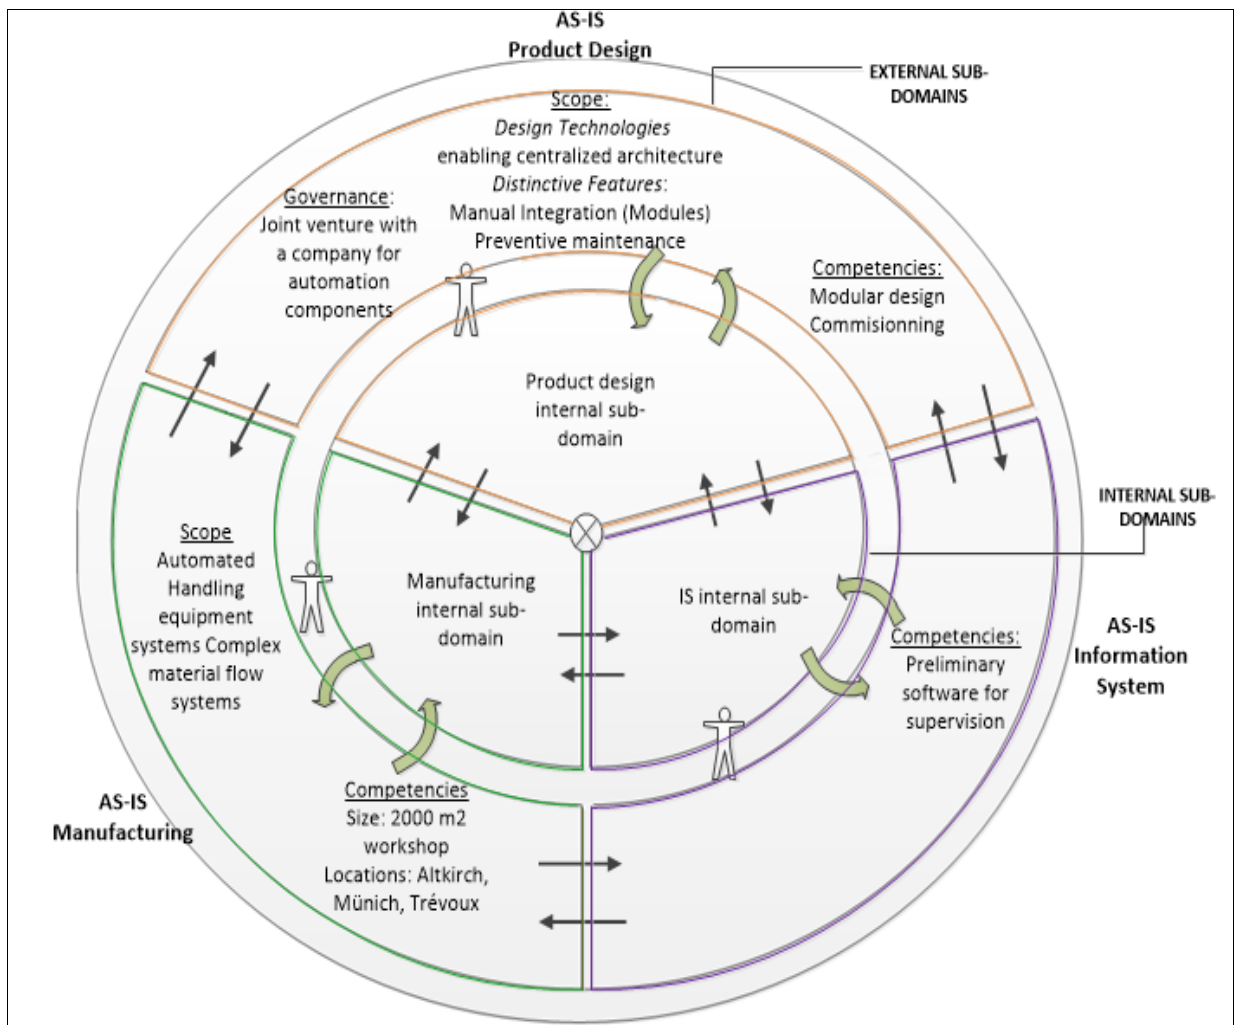 AS-IS
Product Design
EXTERNAL SUB-
DOMAINS
Scope:
Design Technologies
enabling centralized architecture
Distinctive Features:
Manual Integration (Modules)
Preventive maintenance
Governance:
Joint venture with
a company for
automation
components
Competencies:
Modular design
Commisionning
Product design
internal sub-
domain
INTERNAL SUB-
DOMAINS
Scope
Automated
Handling
equipment
systems Complex
material flow
systems
Manufacturing
internal sub-
domain
IS internal sub-
domain
Competencies:
Preliminary
software for
supervision
AS-IS
Information
System
AS-IS
Manufacturing
Competencies
Size: 2000 m2
workshop
Locations: Altkirch,
Münich, Trévoux